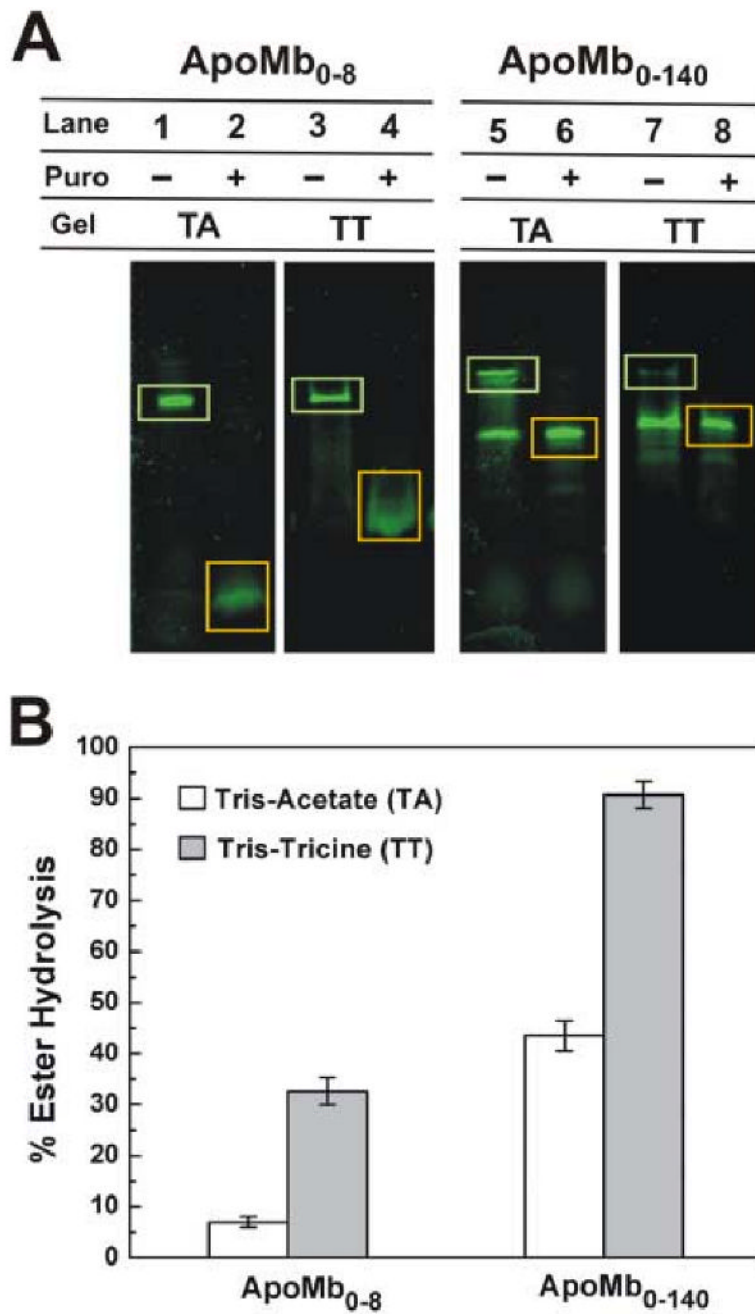 A
ApoMb0-8 ApoMb0-140
Lane 1 2 3 4 5 6 7 8
Puro – + – + – + – +
Gel TA TT TA TT
B
100
90
80
70
60
50
40
30
20
10
0
% Ester Hydrolysis
Tris-Acetate (TA)
Tris-Tricine (TT)
ApoMb0-8 ApoMb0-140